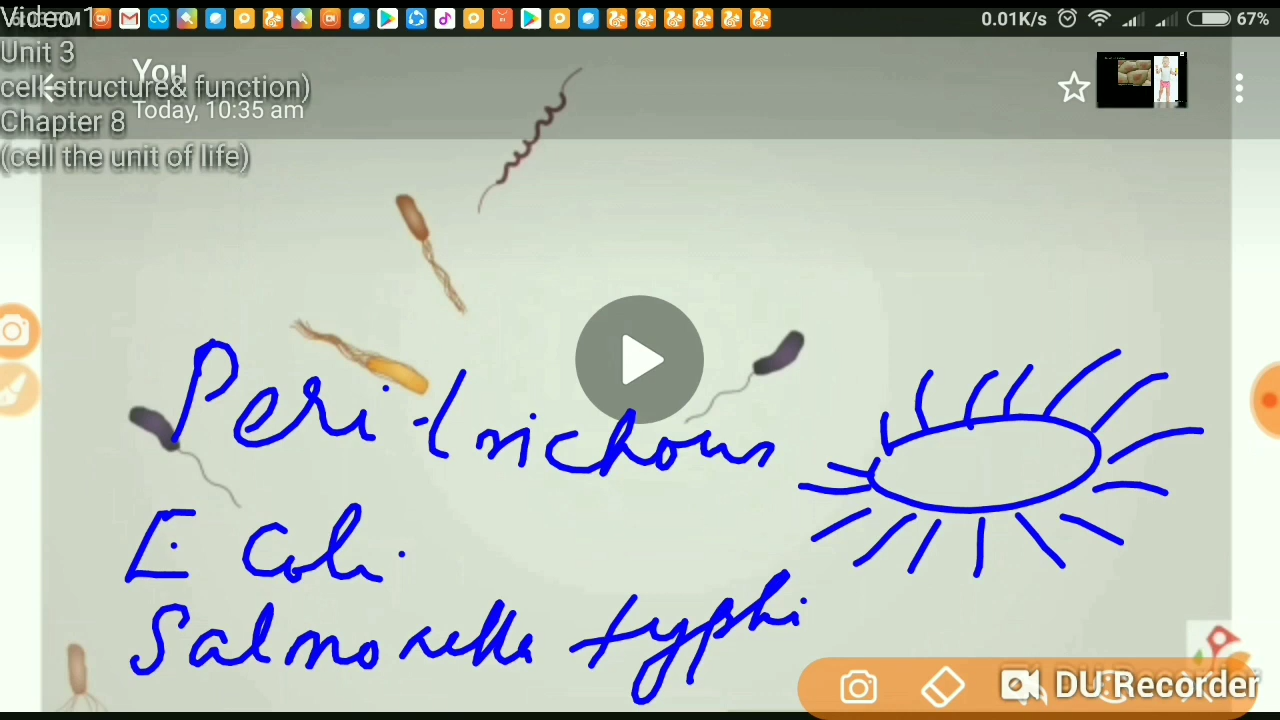 Video 1
0.01K/s
67%
Unit 3
You
cell structure& function)
Today, 10:35 am
Chapter 8
(cell the unit of life)
Peri-trichous
E Coli
Salmonella typhi
DU Recorder